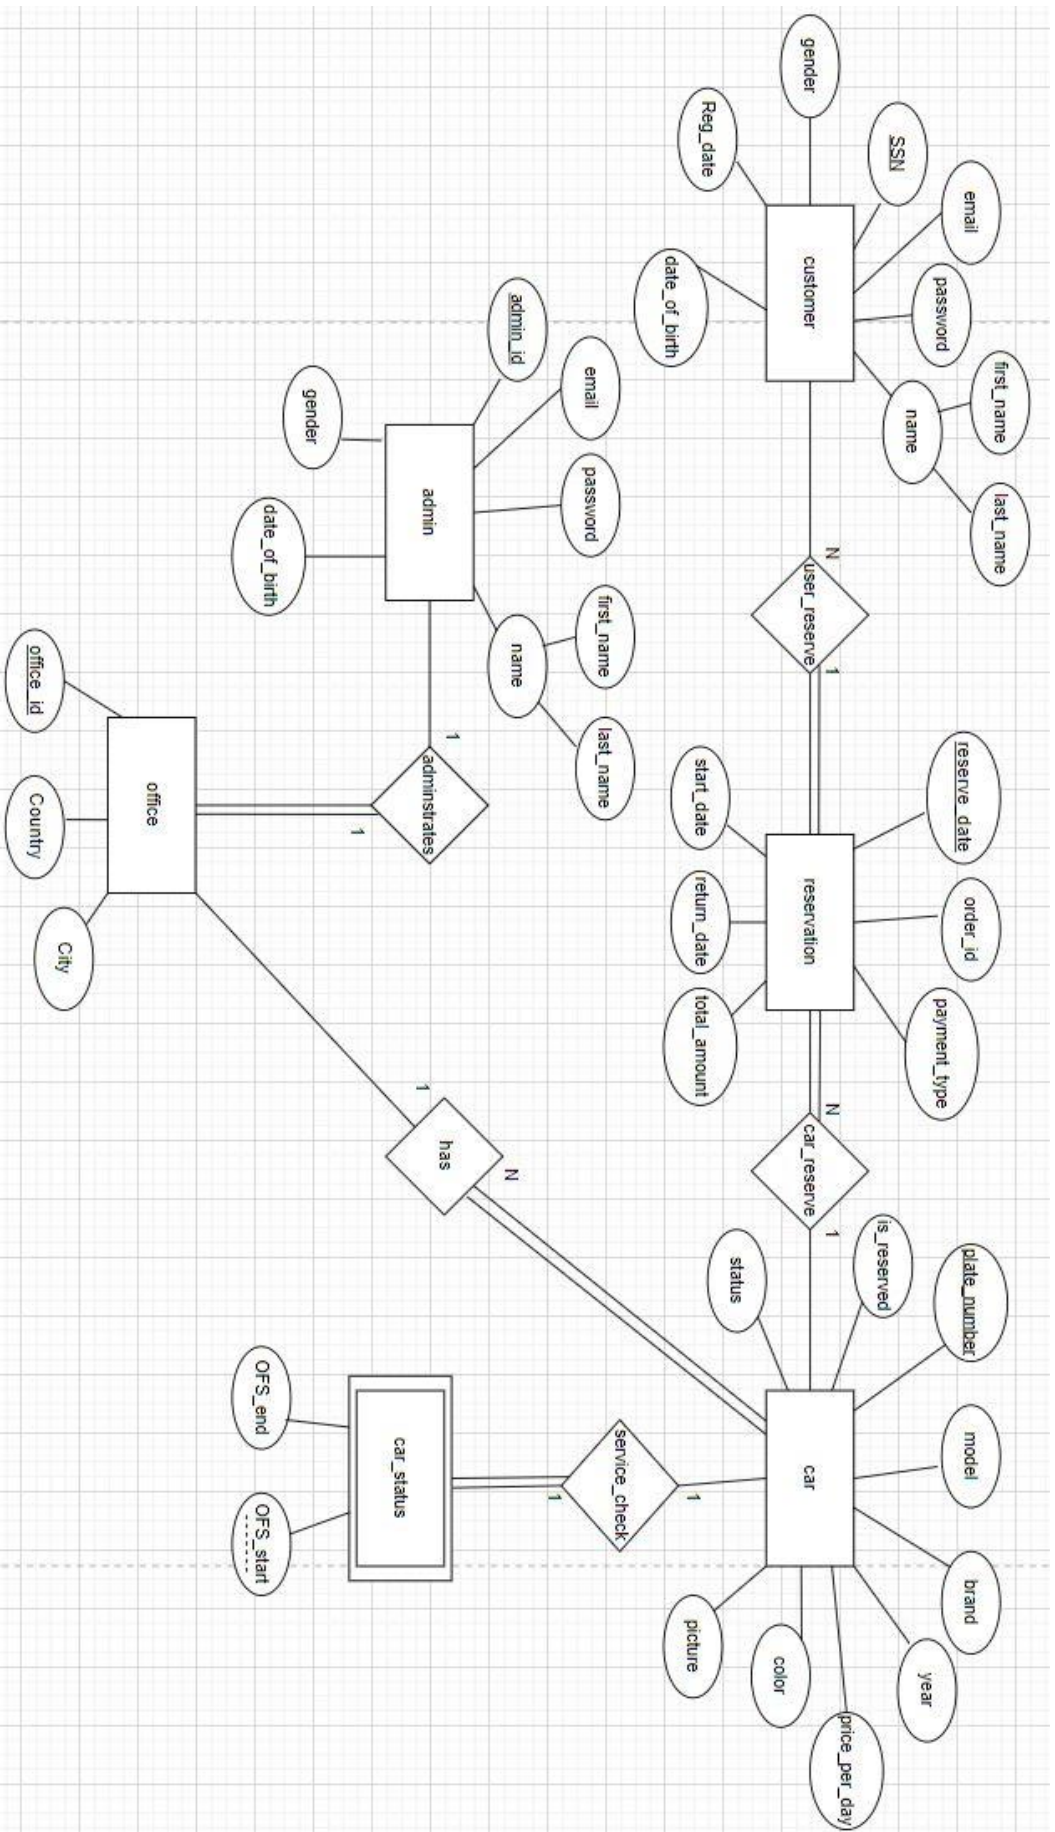 gender
Reg_date
SSN
email
password
first_name
last_name
name
customer
date_of_birth
N
user_reserve
1
reserve_date
order_id
payment_type
reservation
start_date
return_date
total_amount
N
car_reserve
1
is_reserved
status
plate_number
model
brand
year
price_per_day
color
picture
car
admin_id
email
password
first_name
last_name
name
gender
date_of_birth
admin
1
adminstrates
1
office_id
Country
City
office
1
has
N
1
service_check
1
car_status
OFS_end
OFS_start